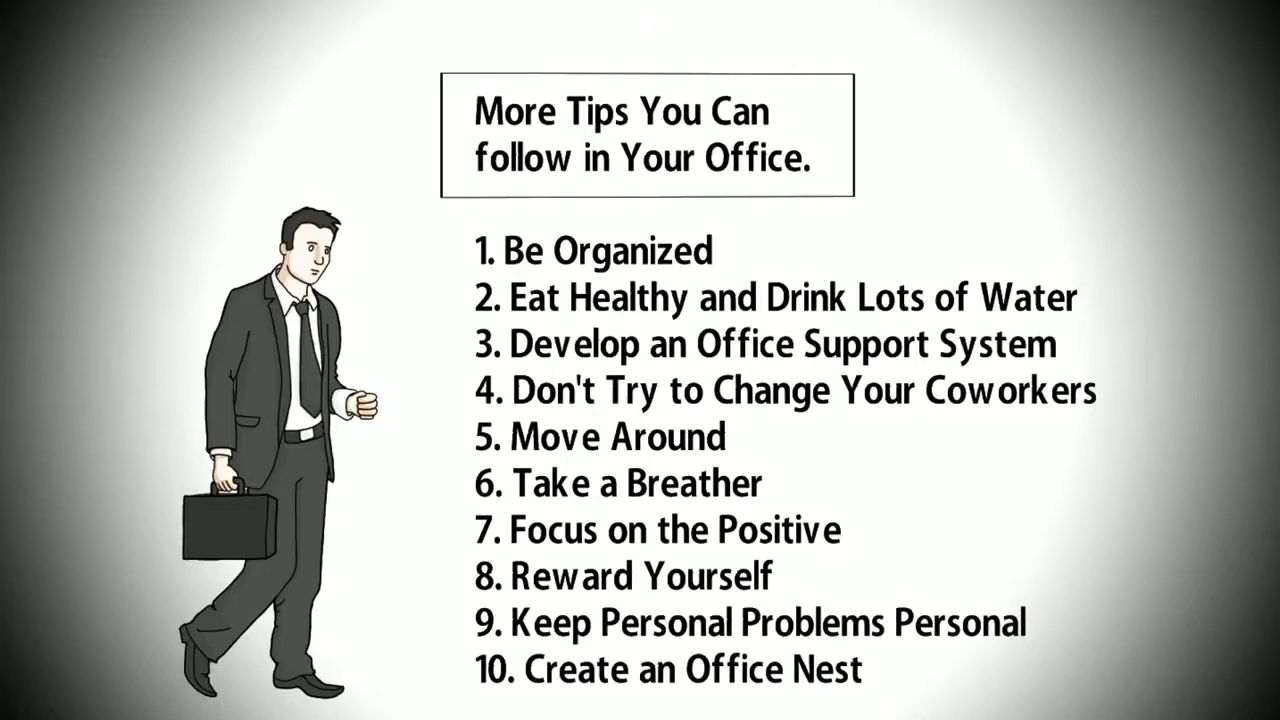 More Tips You Can
follow in Your Office.
1. Be Organized
2. Eat Healthy and Drink Lots of Water
3. Develop an Office Support System
4. Don't Try to Change Your Coworkers
5. Move Around
6. Take a Breather
7. Focus on the Positive
8. Reward Yourself
9. Keep Personal Problems Personal
10. Create an Office Nest